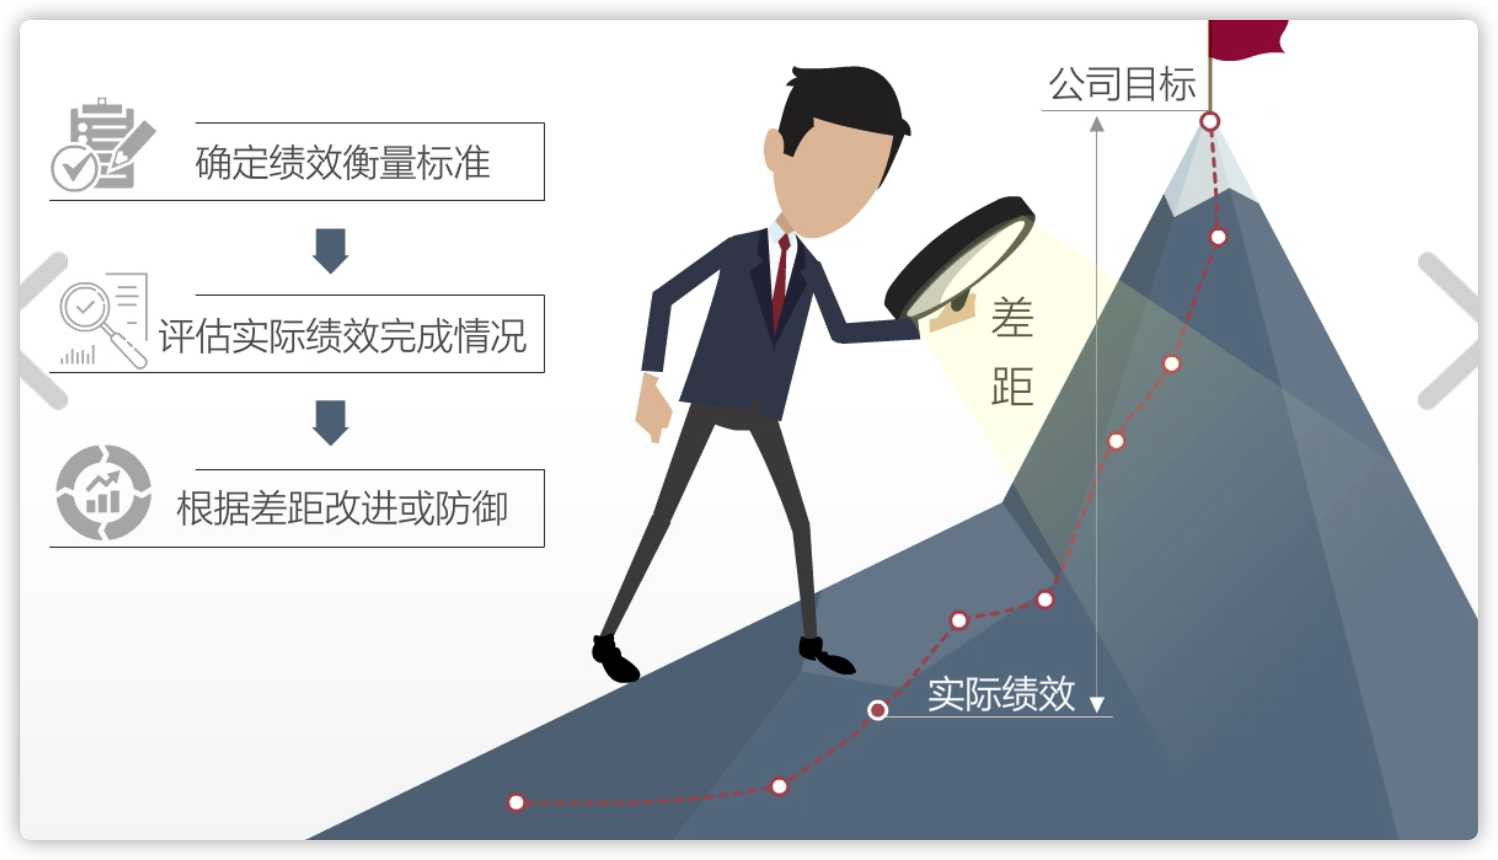 确定绩效衡量标准
评估实际绩效完成情况
根据差距改进或防御
公司目标
差
距
实际绩效